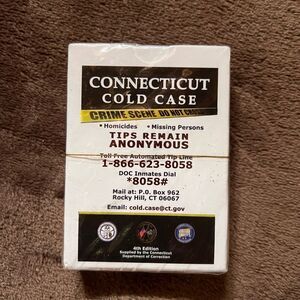 CONNECTICUT
COLD CASE
CRIME SCENE DO NOT CROSS
• Homicides • Missing Persons
TIPS REMAIN
ANONYMOUS
Toll Free Automated Tip Line
1-866-623-8058
DOC Inmates Dial
*8058#
Mail at: P.O. Box 962
Rocky Hill, CT 06067
Email: cold.case@ct.gov
4th Edition
Supplied by the Connecticut
Department of Correction